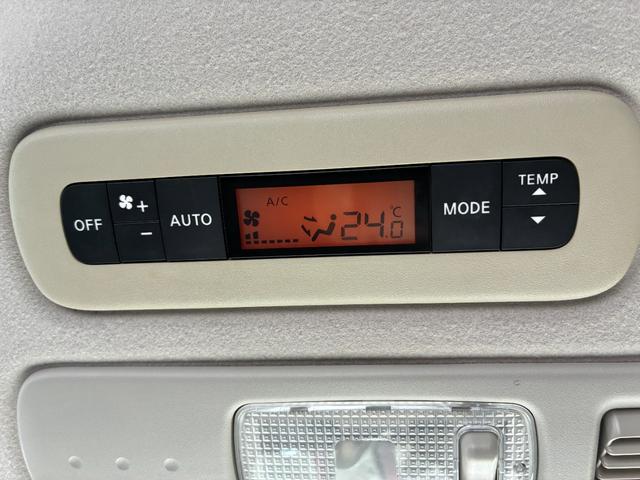 OFF
+
-
AUTO
A/C
24.0°C
MODE
TEMP